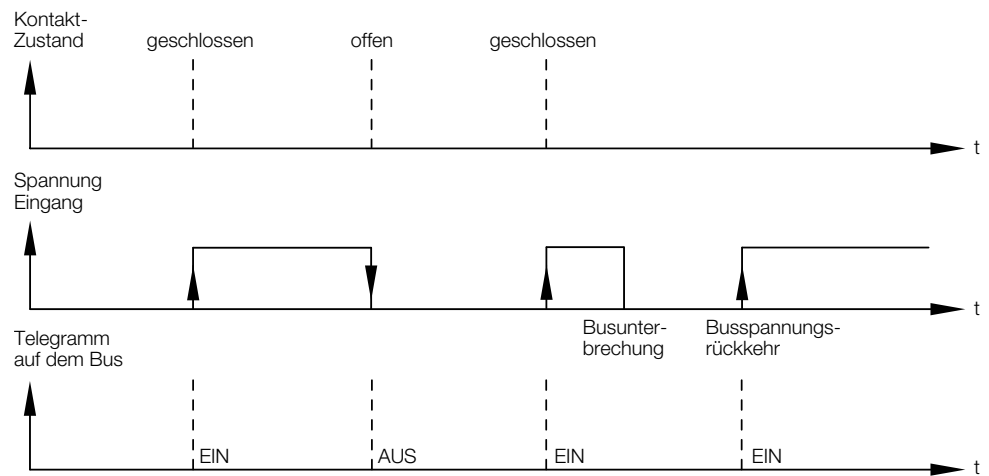 Kontakt-
Zustand
geschlossen offen geschlossen
t
Spannung
Eingang
t
Busunter-
brechung
Busspannungs-
rückkehr
Telegramm
auf dem Bus
EIN AUS EIN EIN
t